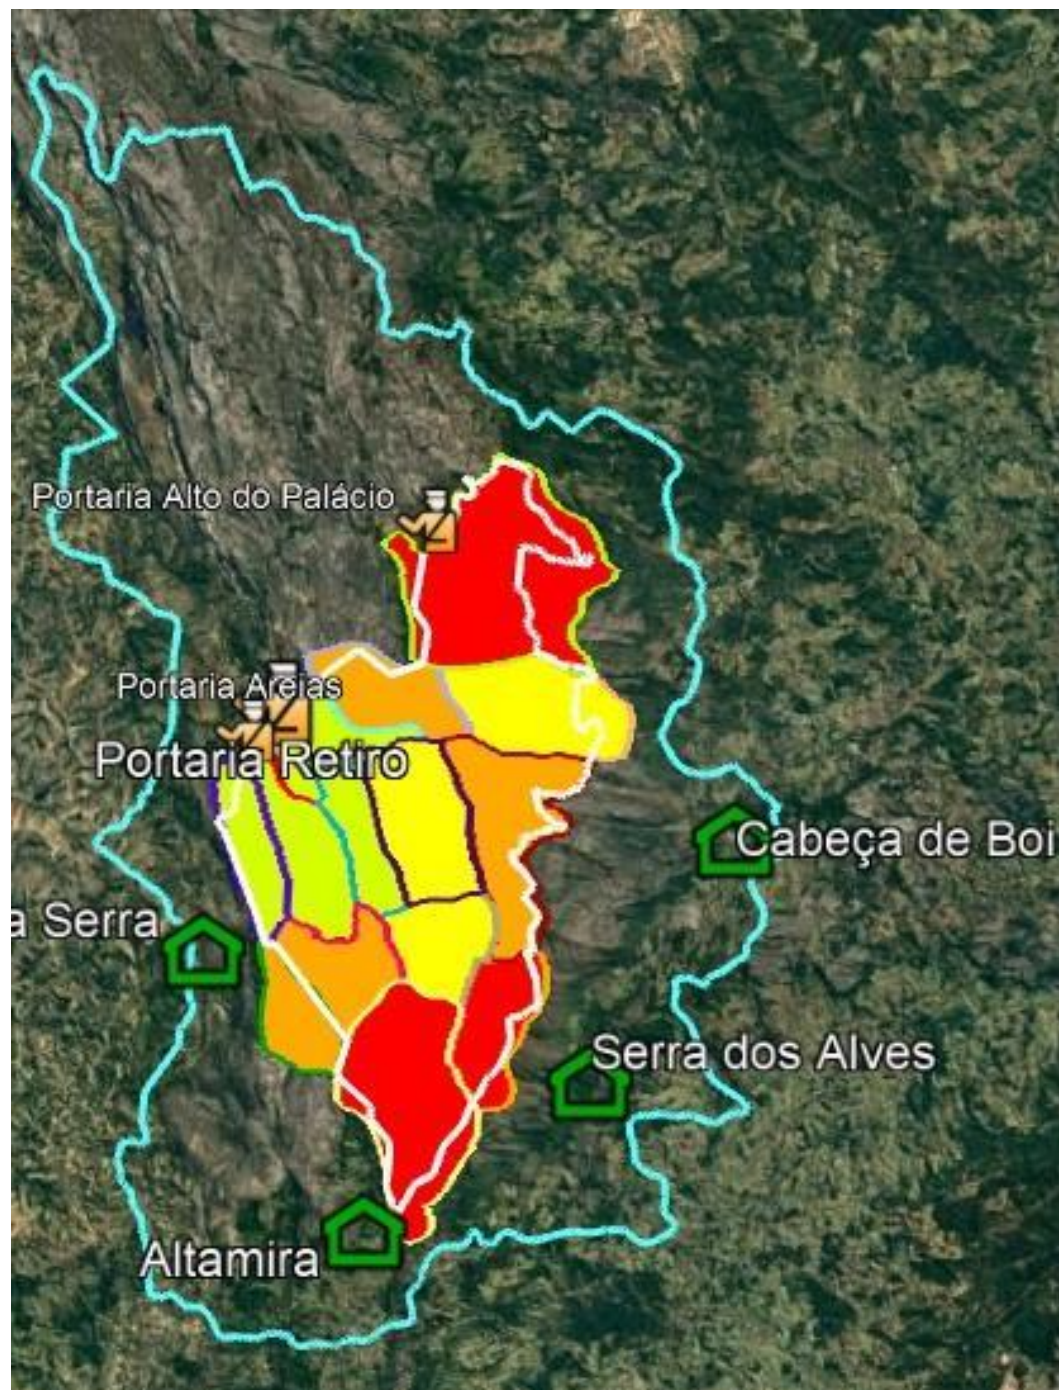 Portaria Alto do Palácio
Portaria Areias
Portaria Retiro
Cabeça de Boi
a Serra
Serra dos Alves
Altamira